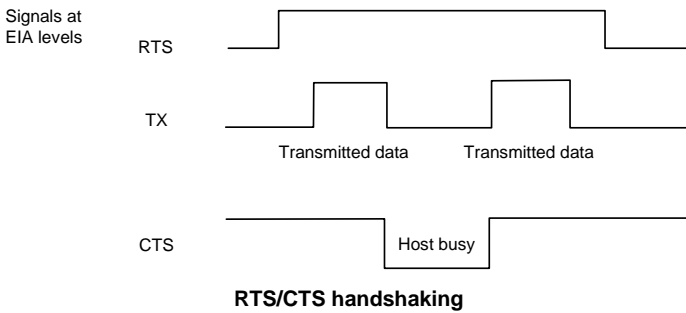 Signals at
EIA levels
RTS
TX
Transmitted data
Transmitted data
CTS
Host busy
RTS/CTS handshaking